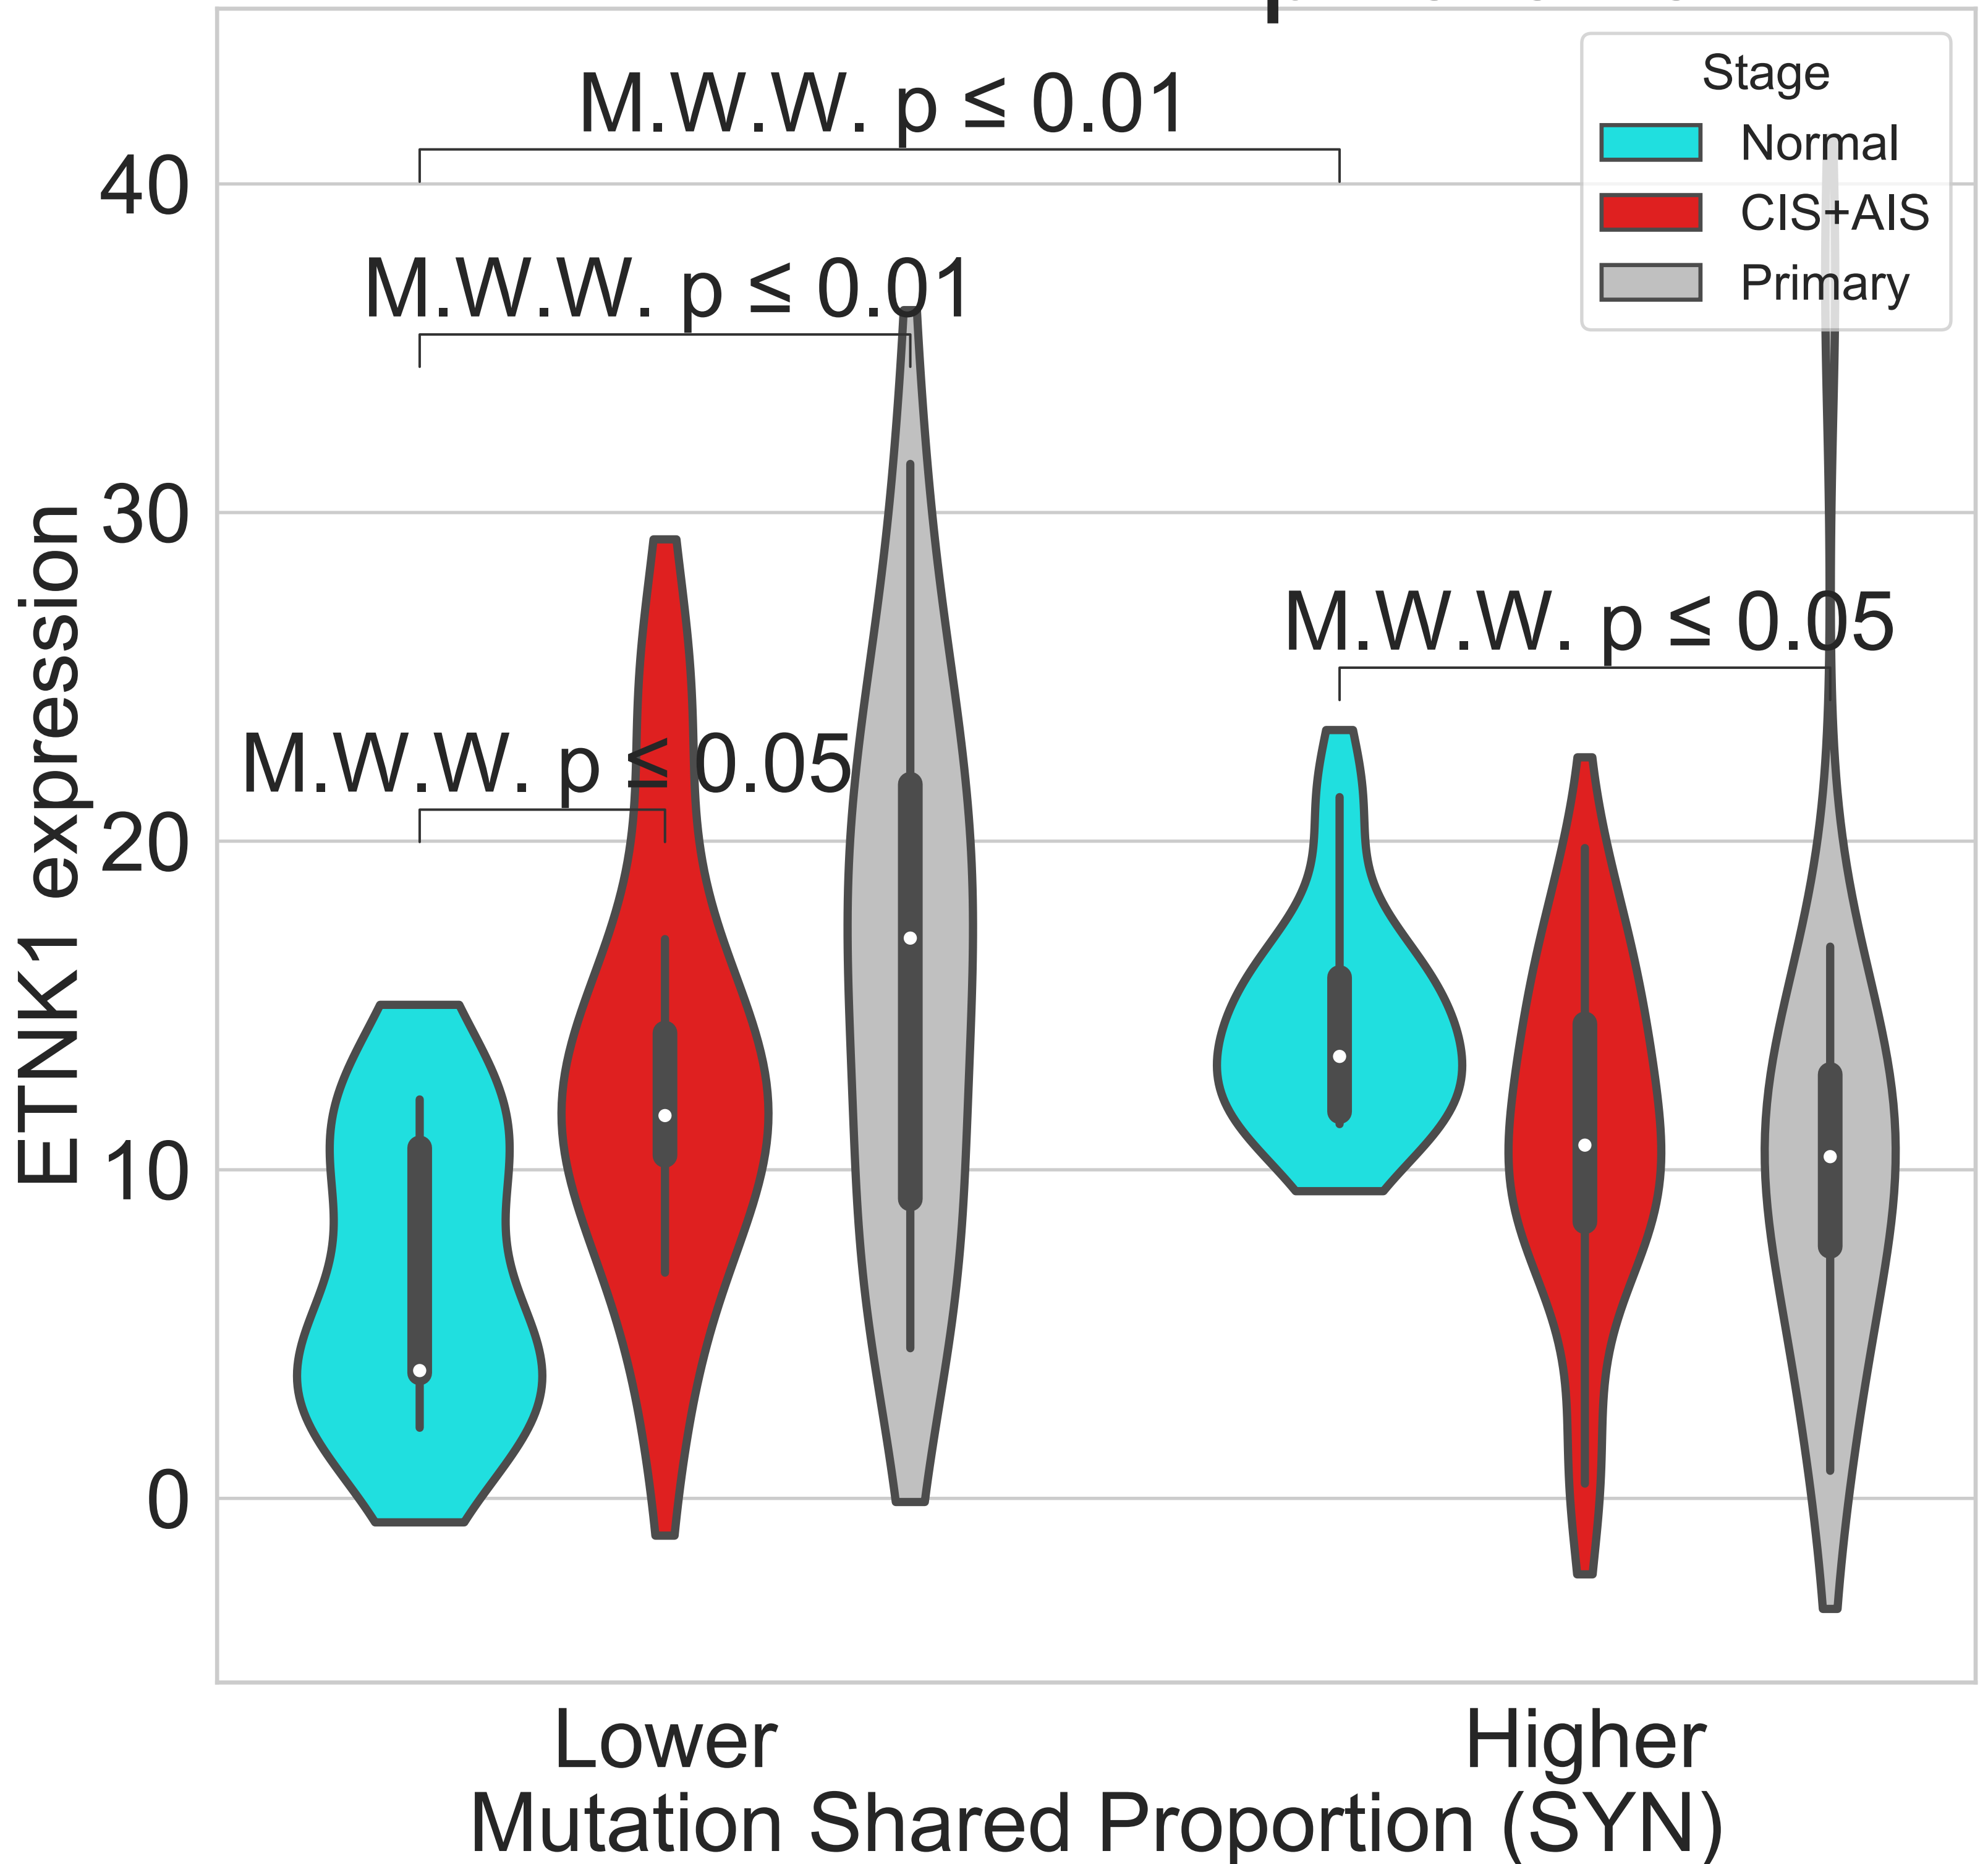 M.W.W. p ≤ 0.01
Stage
Normal
CIS+AIS
Primary
M.W.W. p ≤ 0.01
M.W.W. p ≤ 0.05
M.W.W. p ≤ 0.05
ETNK1 expression
40
30
20
10
0
Lower
Higher
Mutation Shared Proportion (SYN)